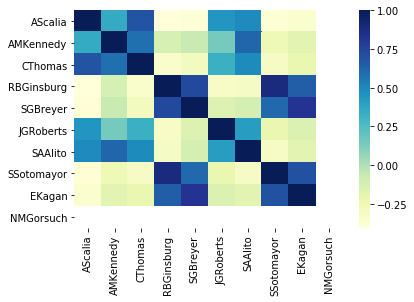 AScalia
AMKennedy
CThomas
RBGinsburg
SGBreyer
JGRoberts
SAAlito
SSotomayor
EKagan
NMGorsuch
AScalia
AMKennedy
CThomas
RBGinsburg
SGBreyer
JGRoberts
SAAlito
SSotomayor
EKagan
NMGorsuch
1.00
0.75
0.50
0.25
0.00
−0.25